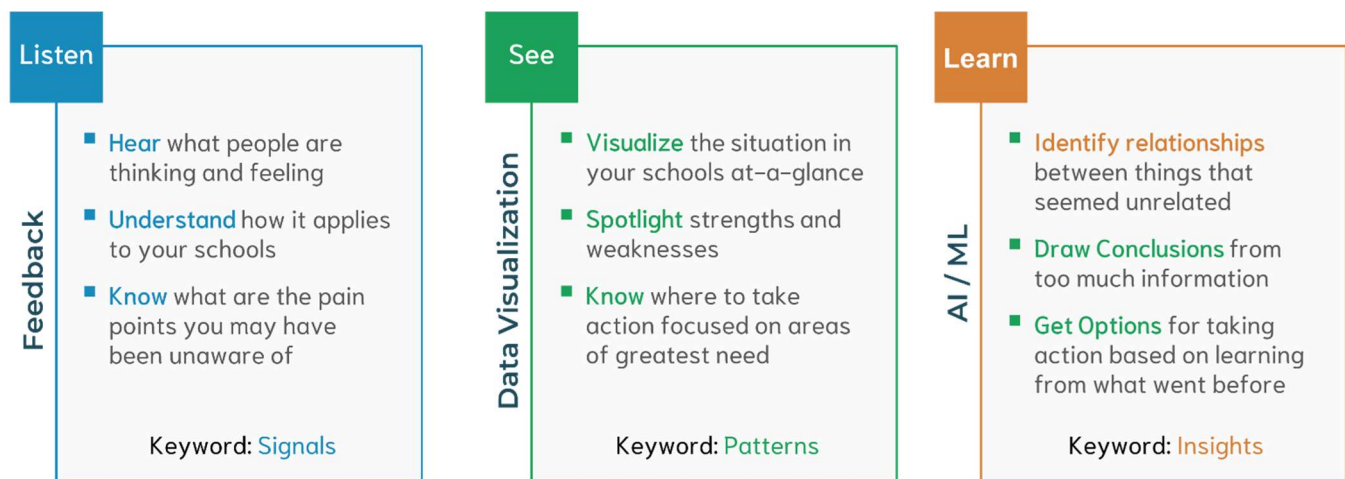 Listen
Feedback
Hear what people are
thinking and feeling
Understand how it applies
to your schools
Know what are the pain
points you may have
been unaware of
Keyword: Signals
See
Data Visualization
Visualize the situation in
your schools at-a-glance
Spotlight strengths and
weaknesses
Know where to take
action focused on areas
of greatest need
Keyword: Patterns
Learn
AI / ML
Identify relationships
between things that
seemed unrelated
Draw Conclusions from
too much information
Get Options for taking
action based on learning
from what went before
Keyword: Insights